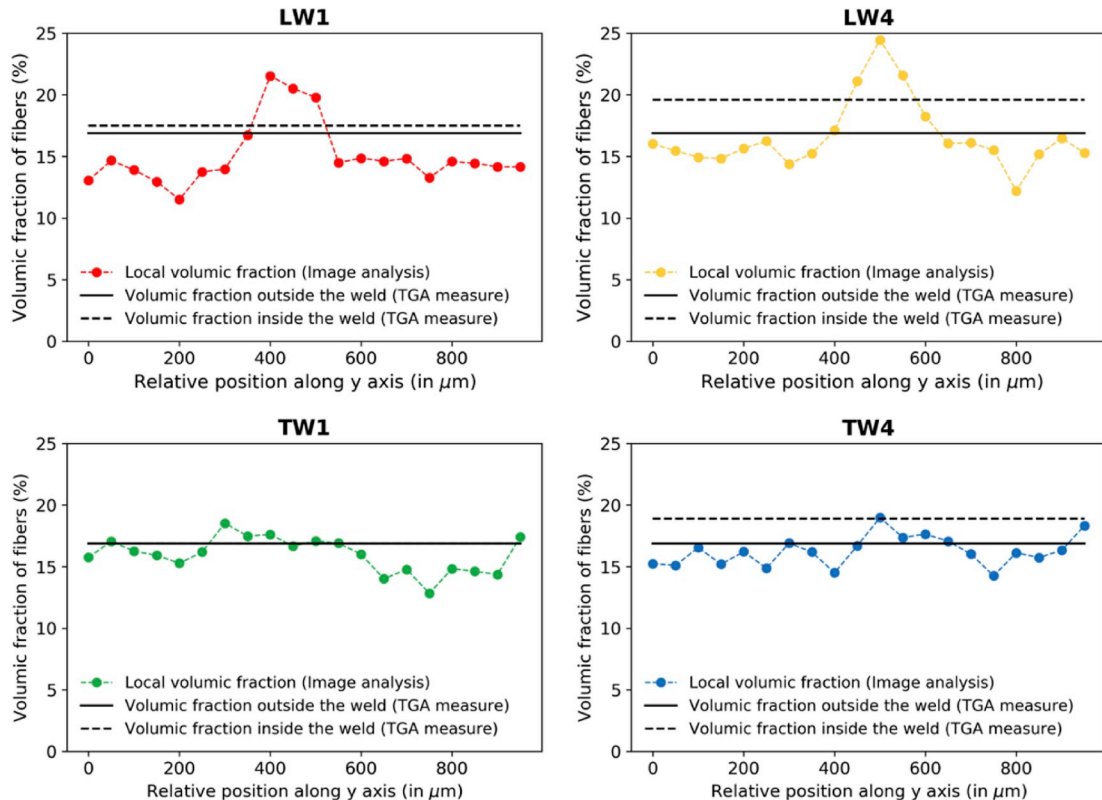 LW1
25
20
15
10
5
0
Volumic fraction of fibers (%)
Local volumic fraction (Image analysis)
Volumic fraction outside the weld (TGA measure)
Volumic fraction inside the weld (TGA measure)
0 200 400 600 800
Relative position along y axis (in μm)
LW4
25
20
15
10
5
0
Volumic fraction of fibers (%)
Local volumic fraction (Image analysis)
Volumic fraction outside the weld (TGA measure)
Volumic fraction inside the weld (TGA measure)
0 200 400 600 800
Relative position along y axis (in μm)
TW1
25
20
15
10
5
0
Volumic fraction of fibers (%)
Local volumic fraction (Image analysis)
Volumic fraction outside the weld (TGA measure)
Volumic fraction inside the weld (TGA measure)
0 200 400 600 800
Relative position along y axis (in μm)
TW4
25
20
15
10
5
0
Volumic fraction of fibers (%)
Local volumic fraction (Image analysis)
Volumic fraction outside the weld (TGA measure)
Volumic fraction inside the weld (TGA measure)
0 200 400 600 800
Relative position along y axis (in μm)